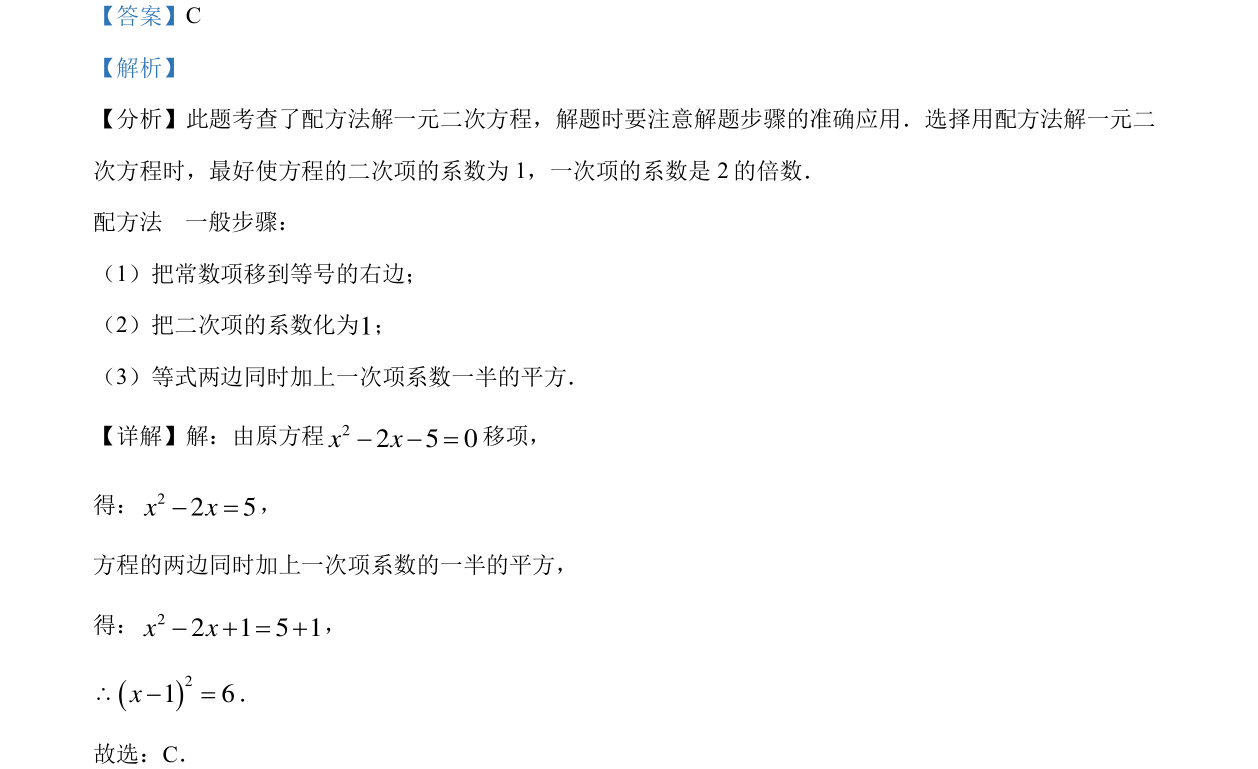 【答案】C
【解析】
【分析】此题考查了配方法解一元二次方程，解题时要注意解题步骤的准确应用．选择用配方法解一元二
次方程时，最好使方程的二次项的系数为 1，一次项的系数是 2 的倍数．
配方法　一般步骤：
（1）把常数项移到等号的右边；
（2）把二次项的系数化为1；
（3）等式两边同时加上一次项系数一半的平方．
【详解】解：由原方程 x² − 2x − 5 = 0 移项，
得： x² − 2x = 5，
方程的两边同时加上一次项系数的一半的平方，
得： x² − 2x + 1 = 5 + 1，
∴ (x − 1)² = 6．
故选：C．